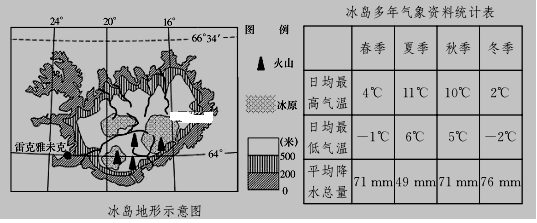 24° 20° 16°
66°34′
64°
雷克雅未克
冰岛地形示意图
图 例
火山
冰原
(米)
500
200
0
冰岛多年气象资料统计表
春季 夏季 秋季 冬季
日均最高气温 4℃ 11℃ 10℃ 2℃
日均最低气温 —1℃ 6℃ 5℃ —2℃
平均降水总量 71 mm 49 mm 71 mm 76 mm